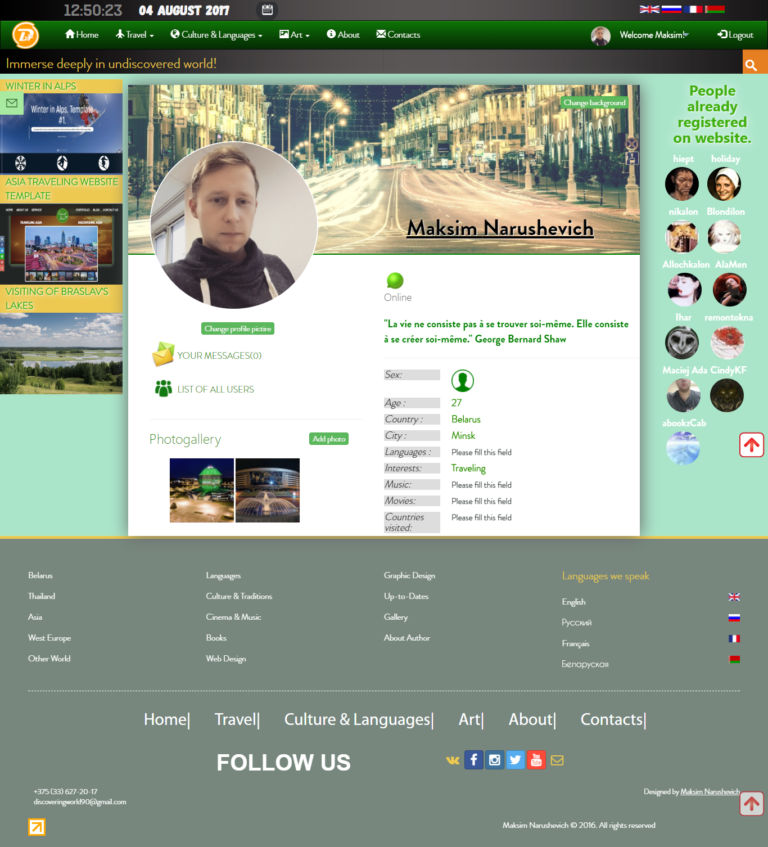 12:50:23 04 AUGUST 2017
Home Travel Culture & Languages Art About Contacts Welcome Maksim! Logout
Immerse deeply in undiscovered world!
WINTER IN ALPS
Winter in Alps. Template
#1.
ASIA TRAVELING WEBSITE
TEMPLATE
VISITING OF BRASLAV'S
LAKES
Change background
Maksim Narushevich
Change profile pictire
YOUR MESSAGES(0)
LIST OF ALL USERS
Photogallery
Add photo
Online
"La vie ne consiste pas à se trouver soi-même. Elle consiste
à se créer soi-même." George Bernard Shaw
Sex:
Age : 27
Country : Belarus
City : Minsk
Languages : Please fill this field
Interests: Traveling
Music: Please fill this field
Movies: Please fill this field
Countries Please fill this field
visited:
People
already
registered
on website.
hiept holiday
nikalon Blondilon
Allochkalon AlaMen
Ihar remontokna
Maciej Ada CindyKF
abookzCab
Belarus
Thailand
Asia
West Europe
Other World
Languages
Culture & Traditions
Cinema & Music
Books
Web Design
Graphic Design
Up-to-Dates
Gallery
About Author
Languages we speak
English
Русский
Français
Беларуская
Home| Travel| Culture & Languages| Art| About| Contacts|
FOLLOW US
+375 (33) 627-20-17
discoveringworld90@gmail.com
Designed by Maksim Narushevich
Maksim Narushevich © 2016. All rights reserved